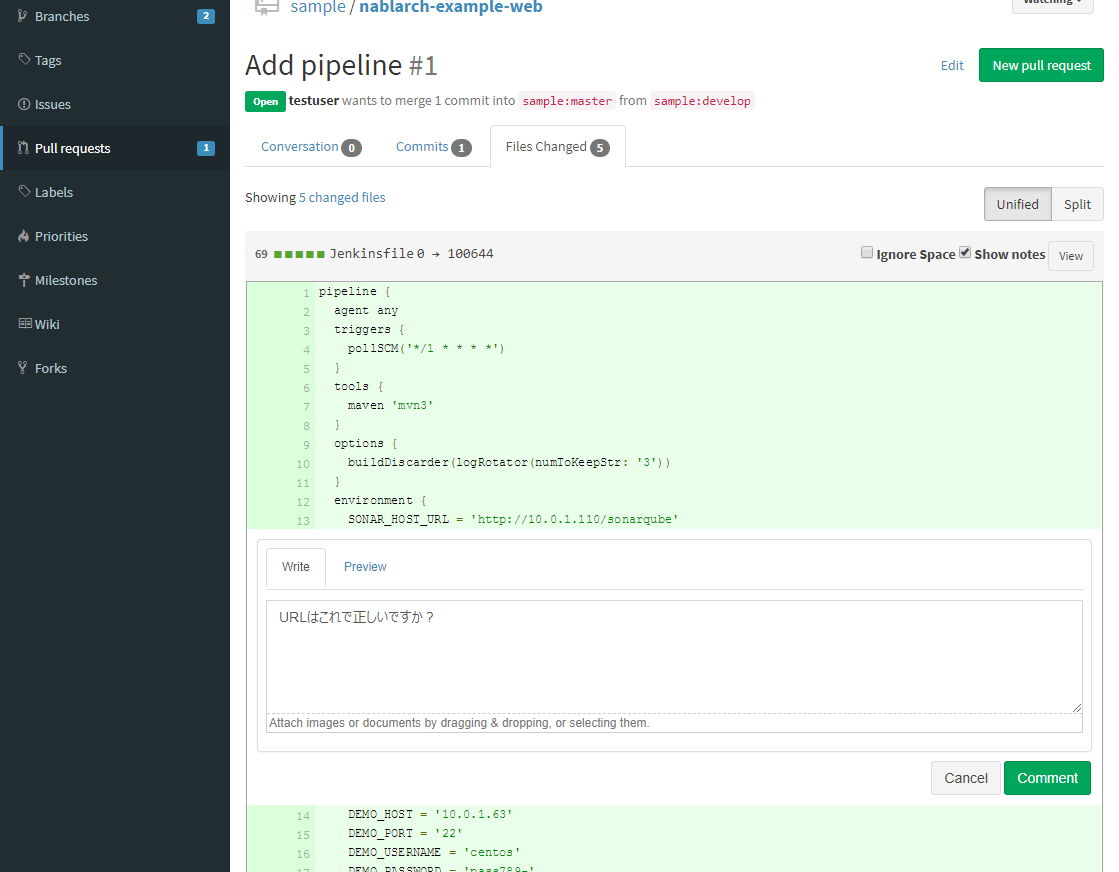 Branches 2
Tags
Issues
Pull requests 1
Labels
Priorities
Milestones
Wiki
Forks
sample / nablarch-example-web
Watching
Add pipeline #1
Edit
New pull request
Open testuser wants to merge 1 commit into sample:master from sample:develop
Conversation 0 Commits 1 Files Changed 5
Showing 5 changed files
Unified Split
69 Jenkinsfile 0 → 100644
Ignore Space Show notes View
1 pipeline {
2 agent any
3 triggers {
4 pollSCM('*/1 * * * *')
5 }
6 tools {
7 maven 'mvn3'
8 }
9 options {
10 buildDiscarder(logRotator(numToKeepStr: '3'))
11 }
12 environment {
13 SONAR_HOST_URL = 'http://10.0.1.110/sonarqube'
Write Preview
URLはこれで正しいですか？
Attach images or documents by dragging & dropping, or selecting them.
Cancel Comment
14 DEMO_HOST = '10.0.1.63'
15 DEMO_PORT = '22'
16 DEMO_USERNAME = 'centos'
17 DEMO_PASSWORD = 'pass789-'